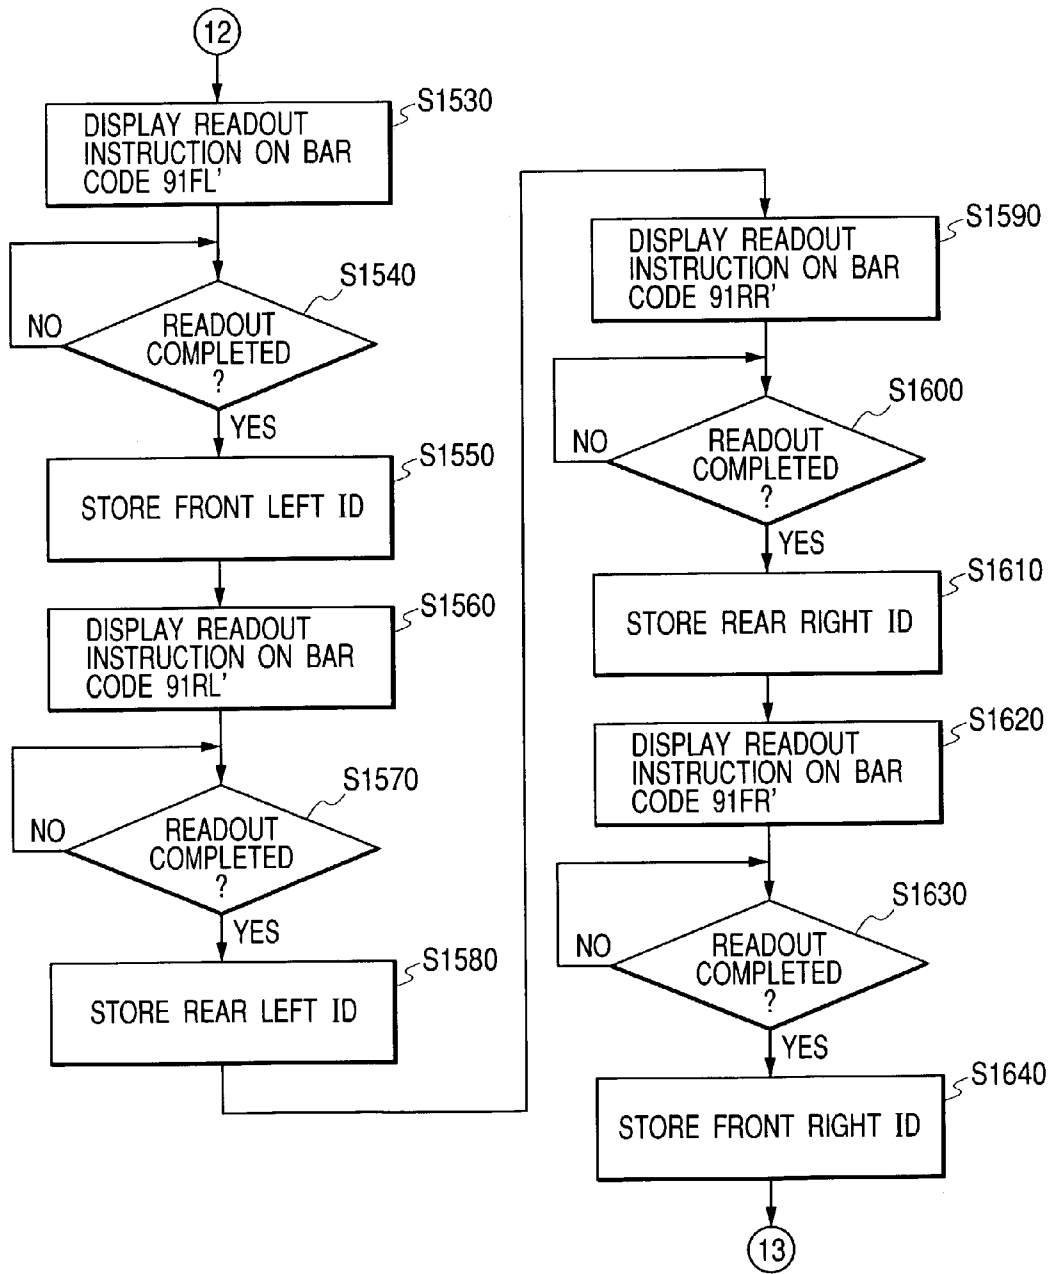 12
S1530
DISPLAY READOUT
INSTRUCTION ON BAR
CODE 91FL'
S1540
NO
READOUT
COMPLETED
?
YES
S1550
STORE FRONT LEFT ID
S1560
DISPLAY READOUT
INSTRUCTION ON BAR
CODE 91RL'
S1570
NO
READOUT
COMPLETED
?
YES
S1580
STORE REAR LEFT ID
S1590
DISPLAY READOUT
INSTRUCTION ON BAR
CODE 91RR'
S1600
NO
READOUT
COMPLETED
?
YES
S1610
STORE REAR RIGHT ID
S1620
DISPLAY READOUT
INSTRUCTION ON BAR
CODE 91FR'
S1630
NO
READOUT
COMPLETED
?
YES
S1640
STORE FRONT RIGHT ID
13